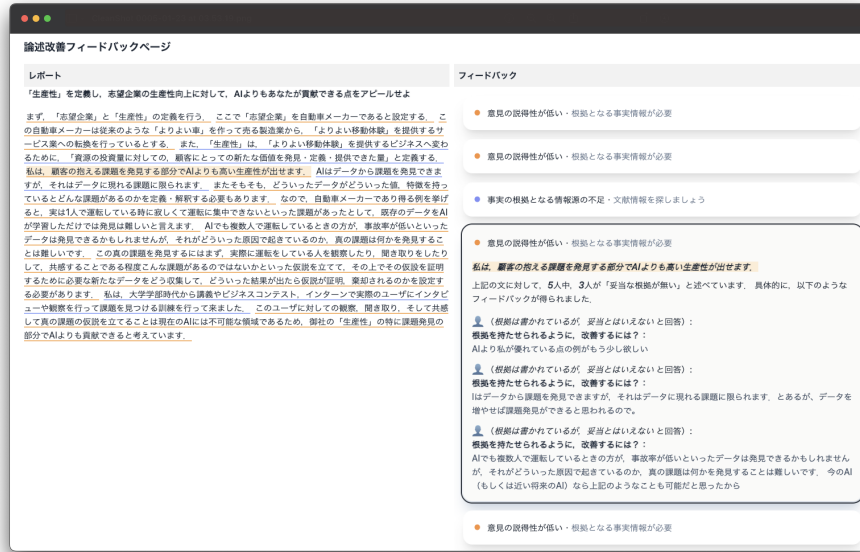 論述改善フィードバックページ
レポート
「生産性」を定義し，志望企業の生産性向上に対して，AIよりもあなたが貢献できる点をアピールせよ
まず，「志望企業」と「生産性」の定義を行う． ここで「志望企業」を自動車メーカーであると設定する． こ
の自動車メーカーは従来のような「よりよい車」を作って売る製造業から，「よりよい移動体験」を提供するサ
ービス業への転換を行っているとする． また，「生産性」は，「よりよい移動体験」を提供するビジネスへ変わ
るために，「資源の投資量に対しての，顧客にとっての新たな価値を発見・定義・提供できた量」と定義する．
私は，顧客の抱える課題を発見する部分でAIよりも高い生産性が出せます． AIはデータから課題を発見できま
すが，それはデータに現れる課題に限られます． またそもそも，どういったデータがどういった値，特徴を持っ
ているとどんな課題があるのかを定義・解釈する必要もあります． なので，自動車メーカーであり得る例を挙げ
ると，実は1人で運転している時に寂しくて運転に集中できないといった課題があったとして，既存のデータをAI
が学習しただけでは発見は難しいと言えます． AIでも複数人で運転しているときの方が，事故率が低いといった
データは発見できるかもしれませんが，それがどういった原因で起きているのか，真の課題は何かを発見するこ
とは難しいです． この真の課題を発見するにはまず，実際に運転をしている人を観察したり，聞き取りをしたり
して，共感することである程度こんな課題があるのではないかといった仮説を立てて，その上でその仮設を証明
するために必要な新たなデータをどう収集して，どういった結果が出たら仮説が証明，棄却されるのかを設定す
る必要があります． 私は，大学学部時代から講義やビジネスコンテスト，インターンで実際のユーザにインタビ
ューや観察を行って課題を見つける訓練を行って来ました． このユーザに対しての観察，聞き取り，そして共感
して真の課題の仮説を立てることは現在のAIには不可能な領域であるため，御社の「生産性」の特に課題発見の
部分でAIよりも貢献できると考えています．
フィードバック
意見の説得性が低い・根拠となる事実情報が必要
意見の説得性が低い・根拠となる事実情報が必要
事実の根拠となる情報源の不足・文献情報を探しましょう
意見の説得性が低い・根拠となる事実情報が必要
私は，顧客の抱える課題を発見する部分でAIよりも高い生産性が出せます．
上記の文に対して，5人中，3人が「妥当な根拠が無い」と述べています． 具体的に，以下のような
フィードバックが得られました．
（根拠は書かれているが，妥当とはいえない と回答）：
根拠を持たせられるように，改善するには？：
AIより私が優れている点の例がもう少し欲しい
（根拠は書かれているが，妥当とはいえない と回答）：
根拠を持たせられるように，改善するには？：
Iはデータから課題を発見できますが，それはデータに現れる課題に限られます． とあるが、データを
増やせば課題発見ができると思われるので。
（根拠は書かれているが，妥当とはいえない と回答）：
根拠を持たせられるように，改善するには？：
AIでも複数人で運転しているときの方が，事故率が低いといったデータは発見できるかもしれません
が，それがどういった原因で起きているのか，真の課題は何かを発見することは難しいです． 今のAI
（もしくは近い将来のAI）なら上記のようなことも可能だと思ったから
意見の説得性が低い・根拠となる事実情報が必要